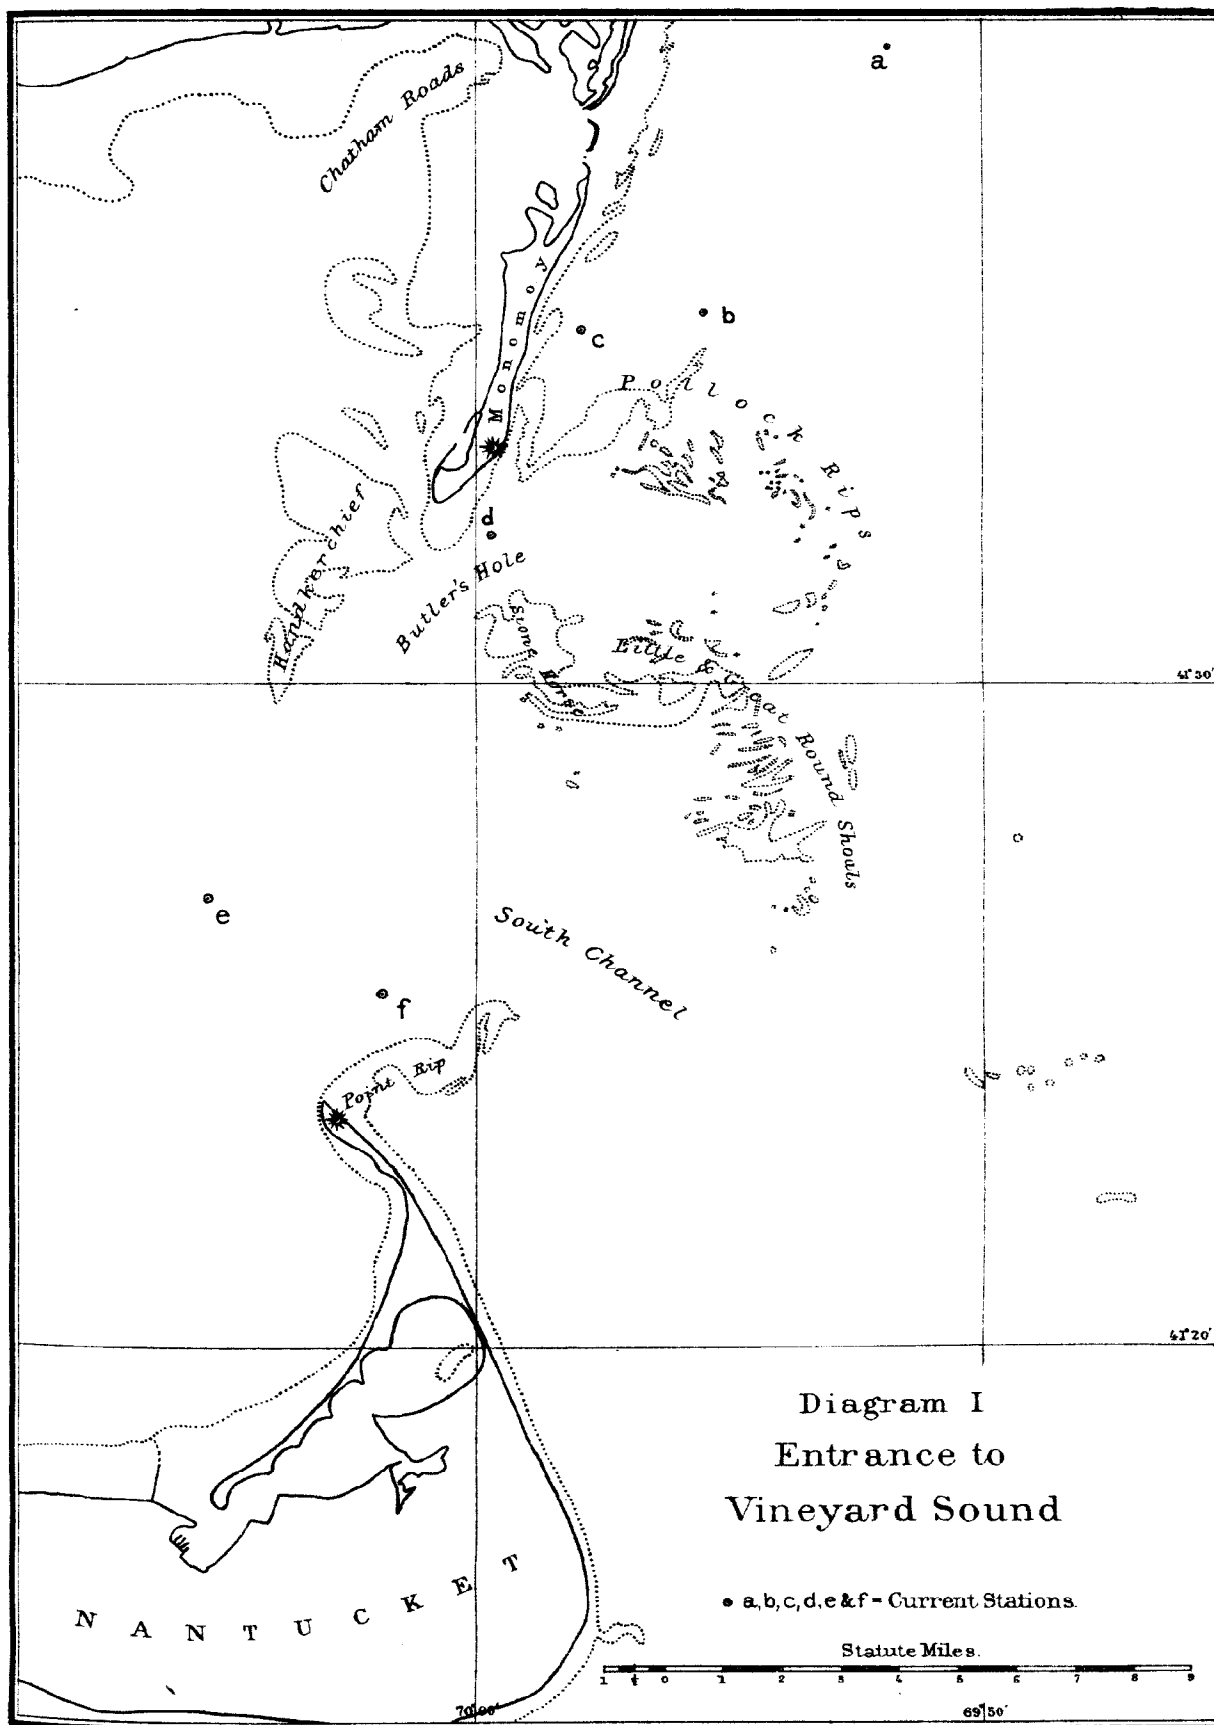 a
Chatham Roads
Monomoy
b
c
Pollock Rips
Handkerchief
d
Butler's Hole
Stone Horse
Little & Great Round Shoals
41° 30'
e
South Channel
f
Point Rip
41° 20'
Diagram I
Entrance to
Vineyard Sound
a, b, c, d, e & f = Current Stations.
NANTUCKET
Statute Miles.
1 ½ 0 1 2 3 4 5 6 7 8 9
70° 00'
69° 50'